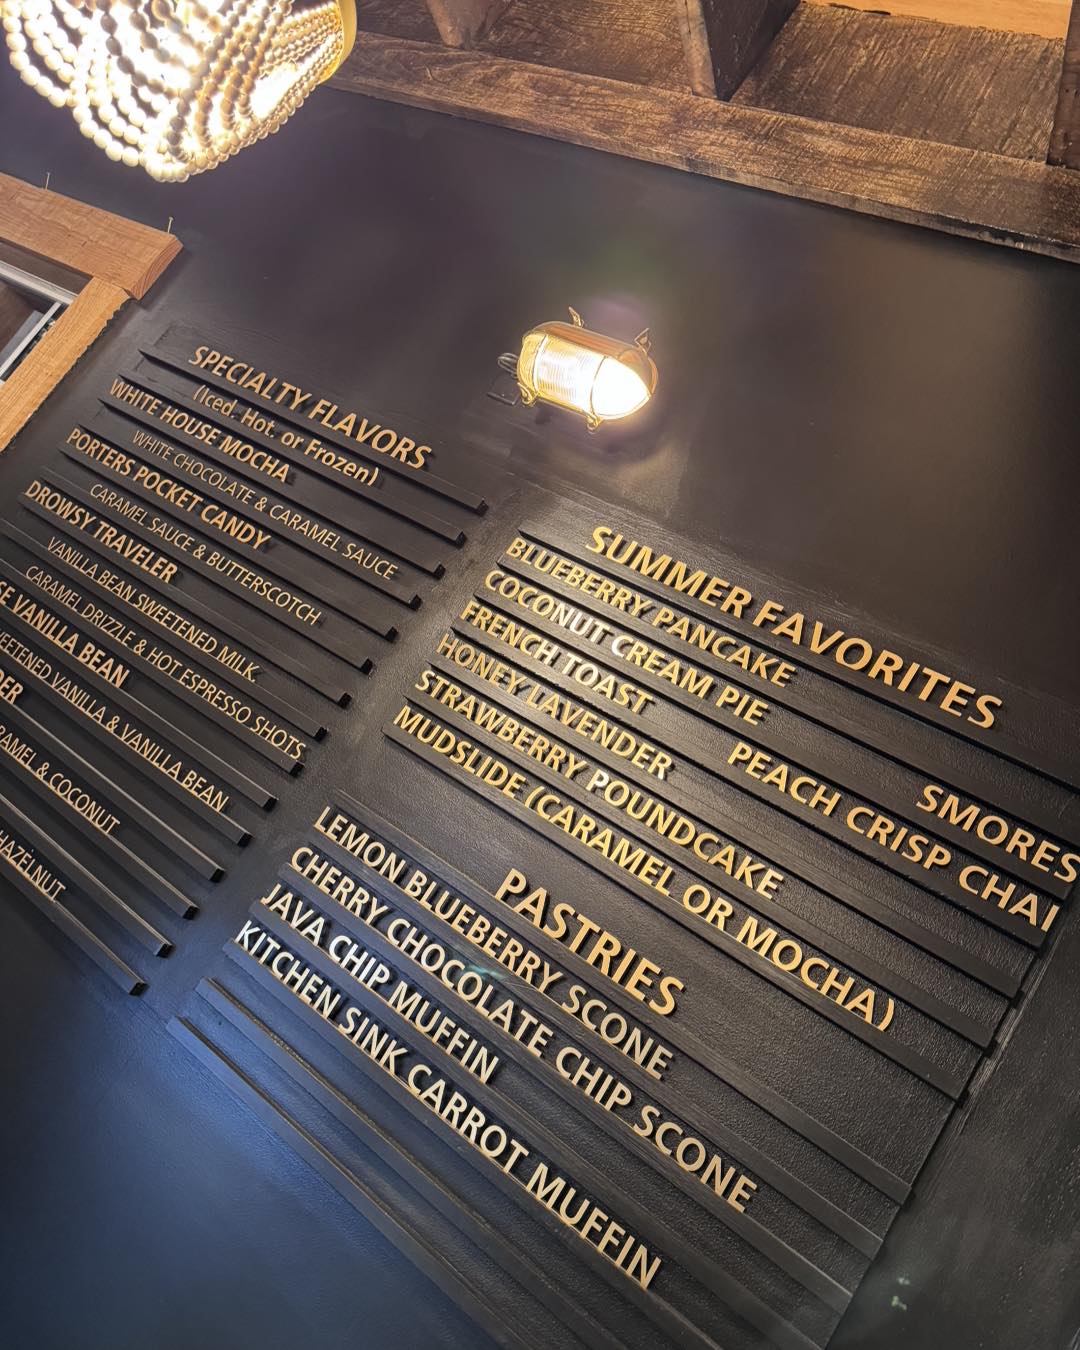 SPECIALTY FLAVORS
(Iced, Hot, or Frozen)
WHITE HOUSE MOCHA
WHITE CHOCOLATE & CARAMEL SAUCE
PORTERS POCKET CANDY
CARAMEL SAUCE & BUTTERSCOTCH
DROWSY TRAVELER
VANILLA BEAN SWEETENED MILK
CARAMEL DRIZZLE & HOT ESPRESSO SHOTS
VANILLA BEAN
VANILLA & VANILLA BEAN
& COCONUT
HAZELNUT
SUMMER FAVORITES
BLUEBERRY PANCAKE
COCONUT CREAM PIE SMORES
FRENCH TOAST PEACH CRISP CHAI
HONEY LAVENDER
STRAWBERRY POUNDCAKE
MUDSLIDE (CARAMEL OR MOCHA)
PASTRIES
LEMON BLUEBERRY SCONE
CHERRY CHOCOLATE CHIP SCONE
JAVA CHIP MUFFIN
KITCHEN SINK CARROT MUFFIN